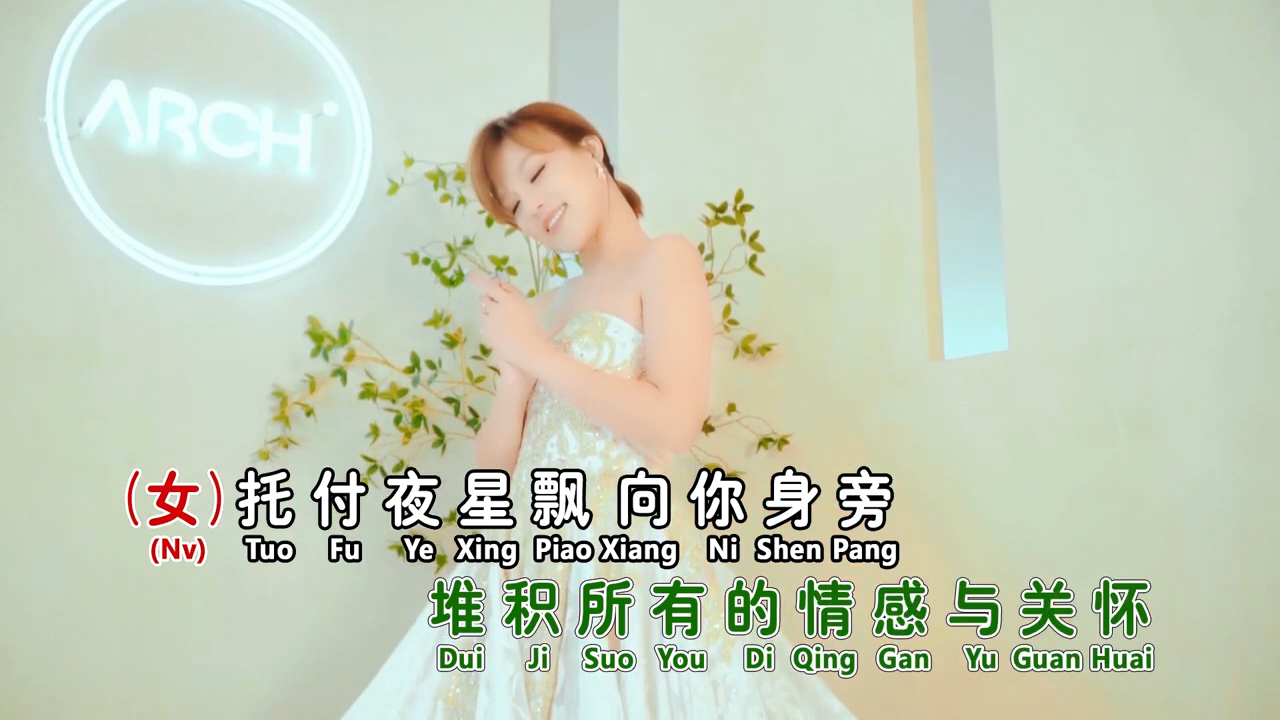 ARCH
(女)托付夜星飘向你身旁
(Nv) Tuo Fu Ye Xing Piao Xiang Ni Shen Pang
堆积所有的情感与关怀
Dui Ji Suo You Di Qing Gan Yu Guan Huai